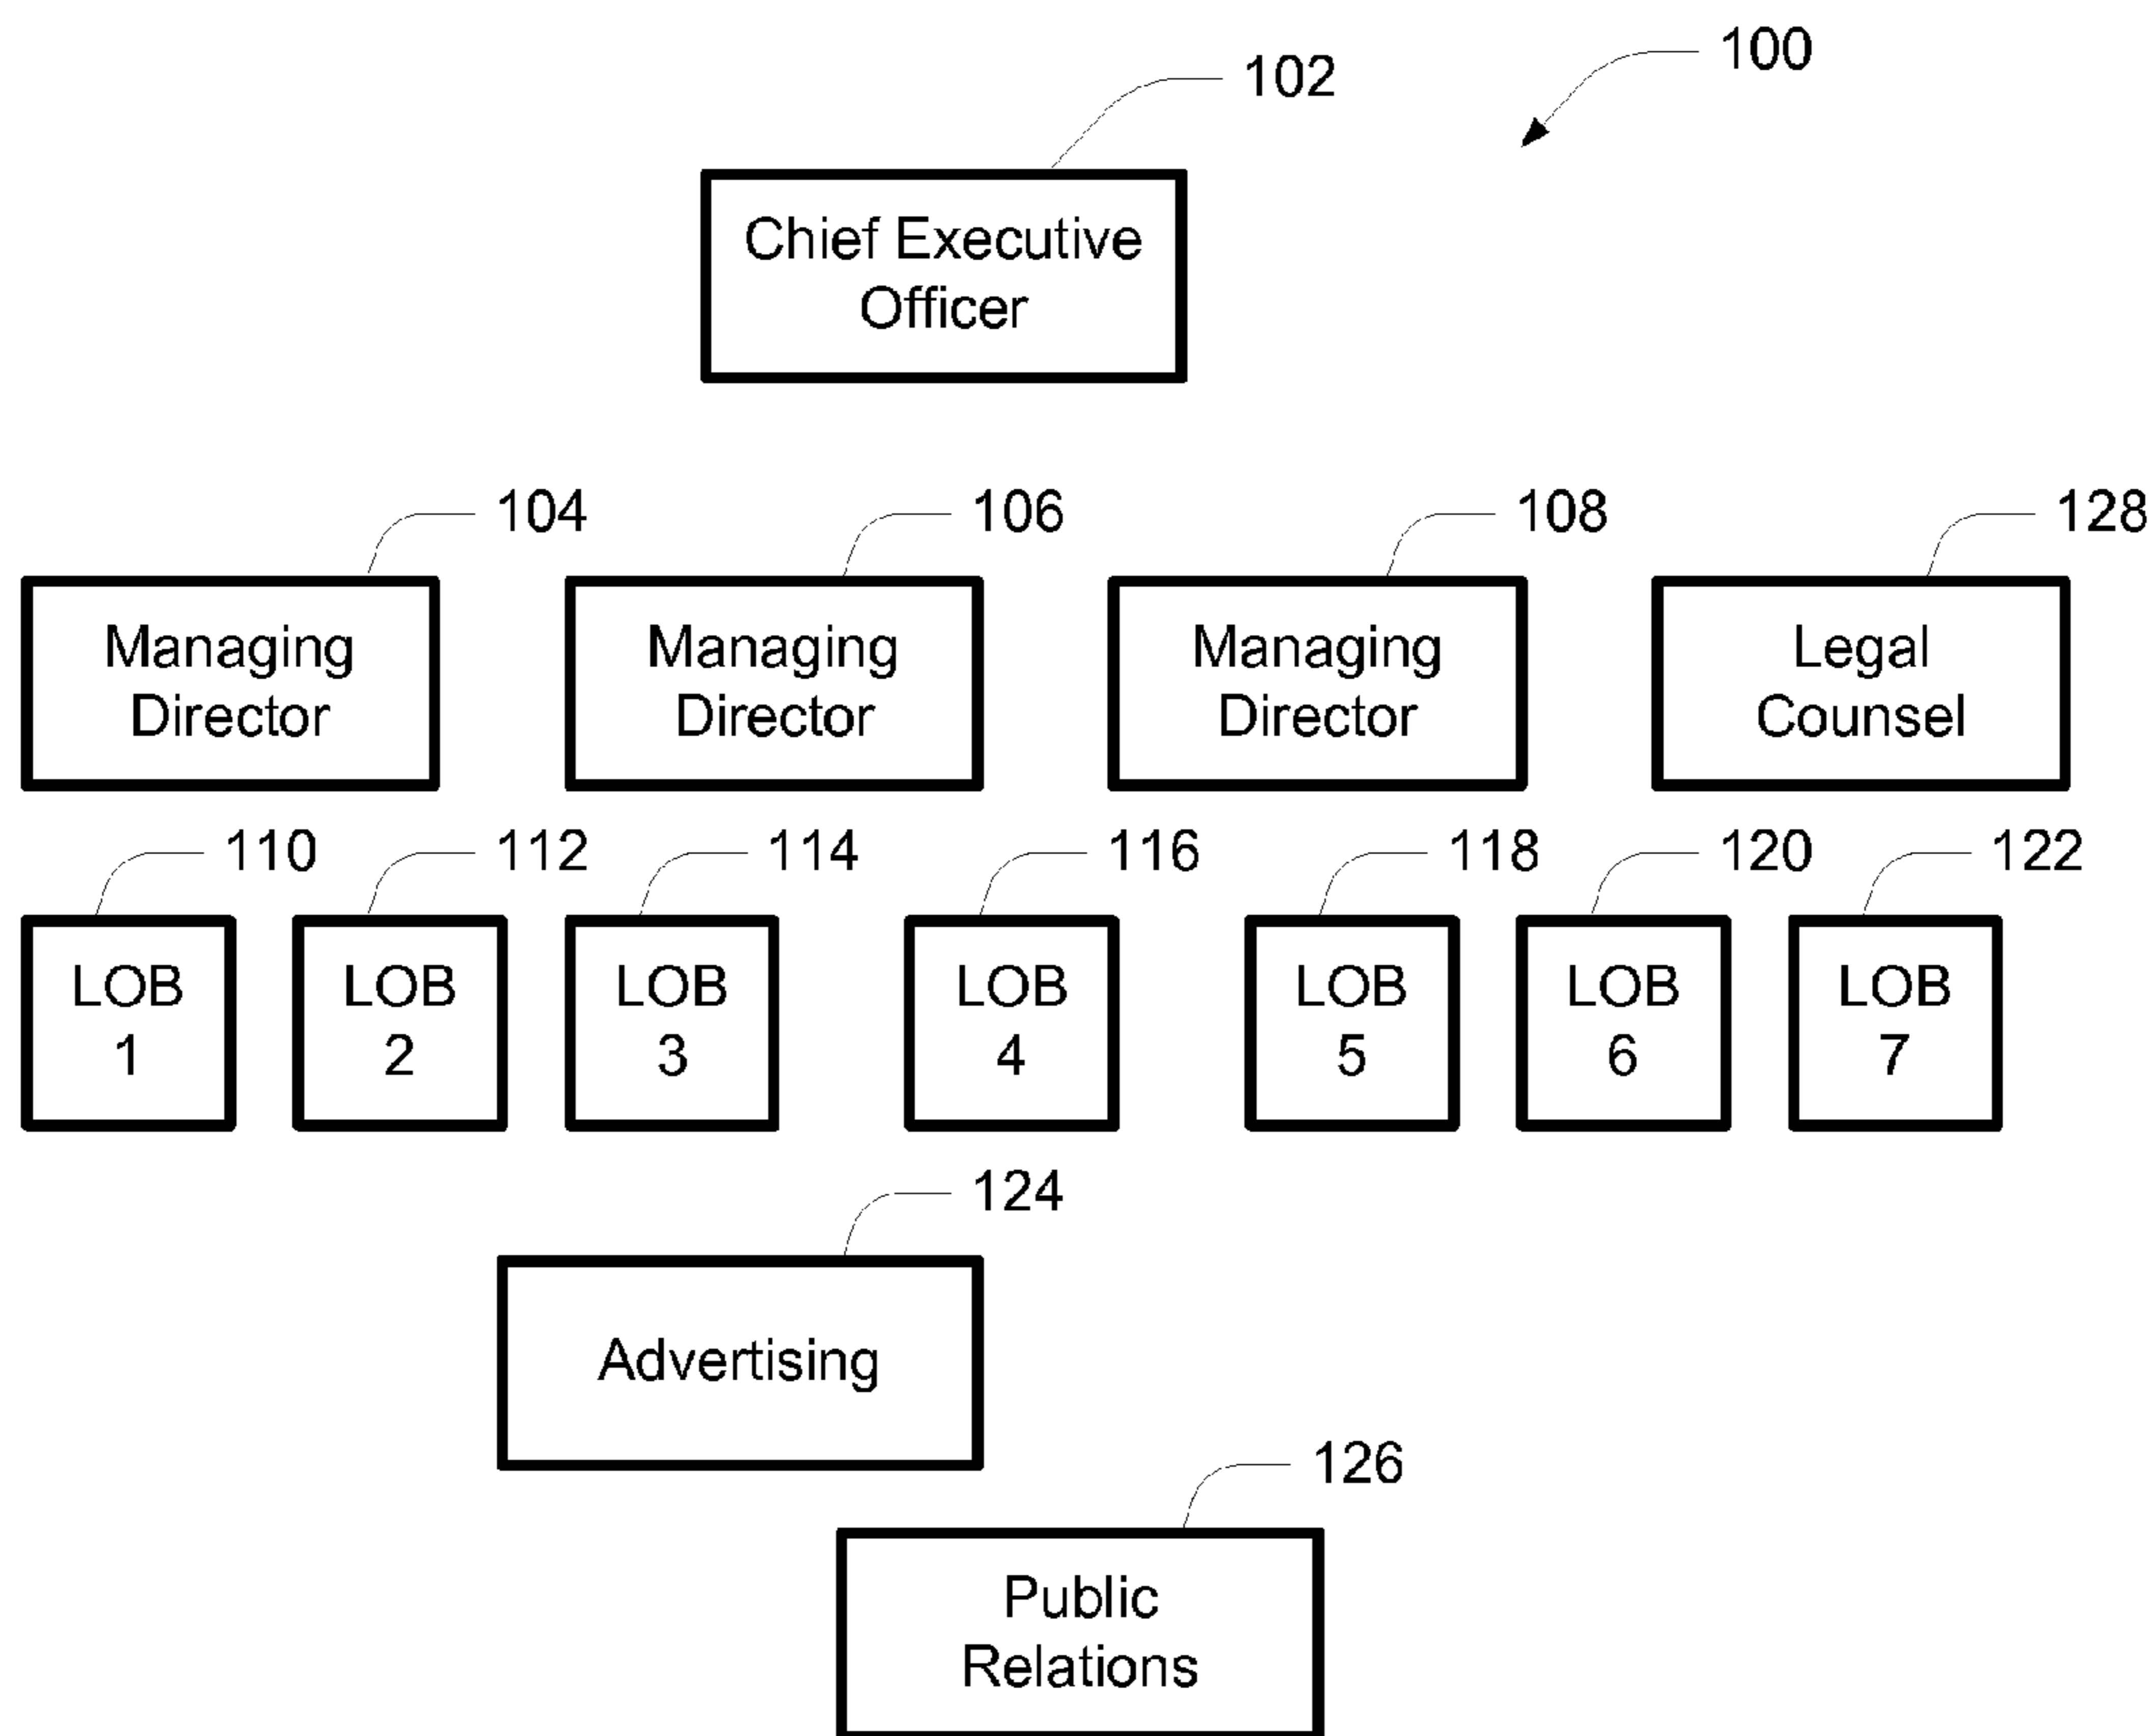 100
102
Chief Executive
Officer
104
106
108
128
Managing
Director
Managing
Director
Managing
Director
Legal
Counsel
110
112
114
116
118
120
122
LOB
1
LOB
2
LOB
3
LOB
4
LOB
5
LOB
6
LOB
7
124
Advertising
126
Public
Relations